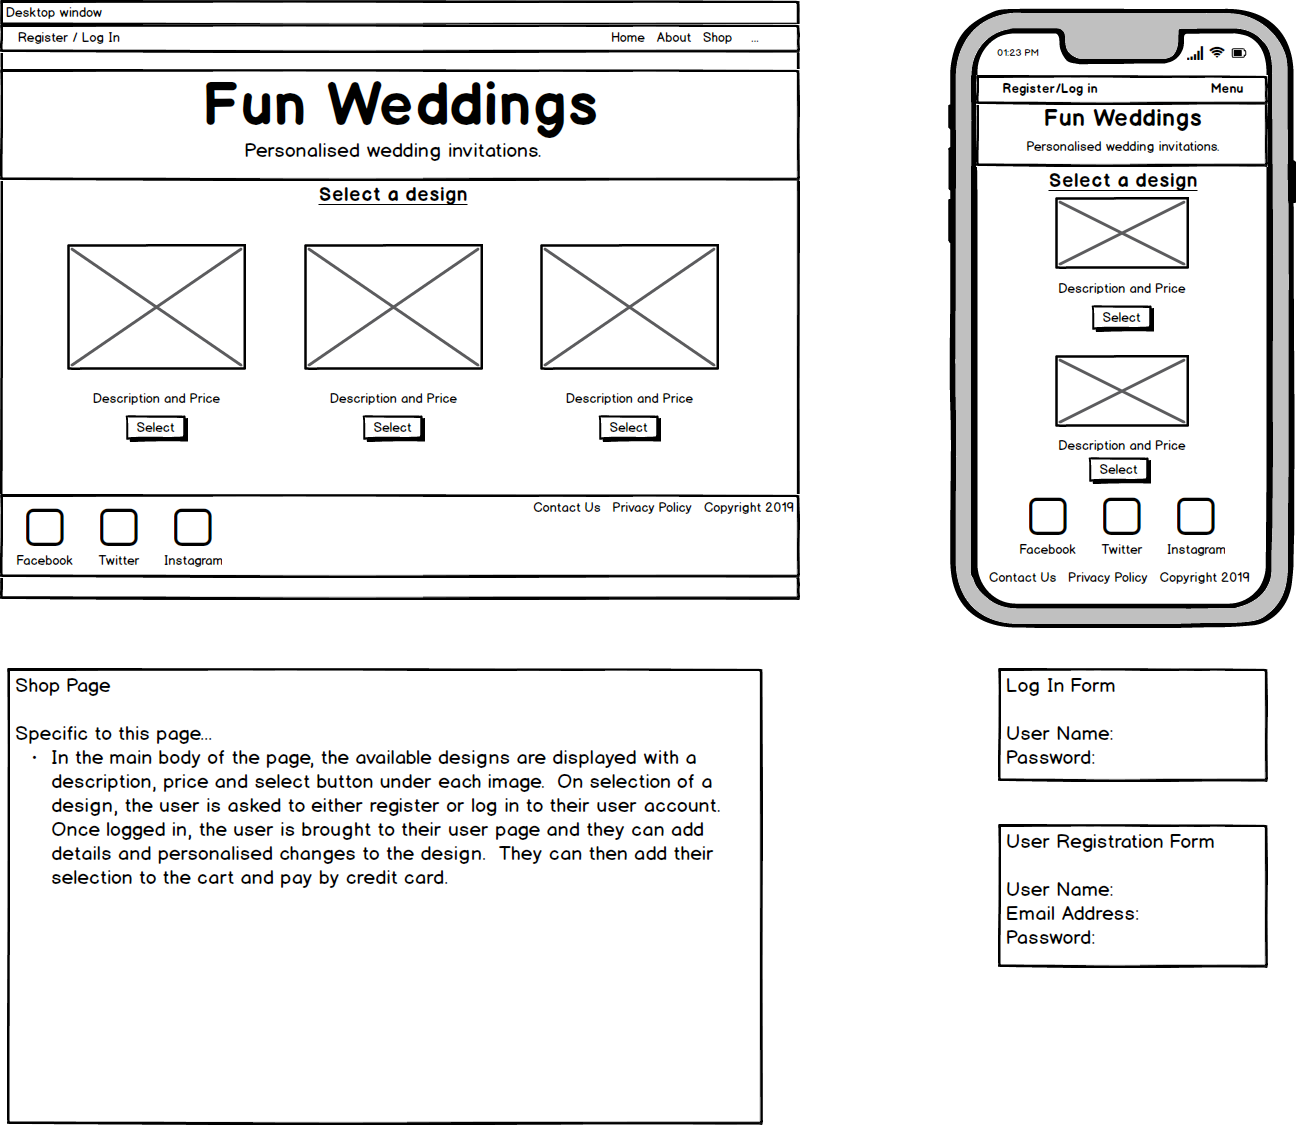 Desktop window
Register / Log In Home About Shop ...
Fun Weddings
Personalised wedding invitations.
Select a design
Description and Price Description and Price Description and Price
Select Select Select
Contact Us Privacy Policy Copyright 2019
Facebook Twitter Instagram
01:23 PM
Register/Log in Menu
Fun Weddings
Personalised wedding invitations.
Select a design
Description and Price
Select
Description and Price
Select
Facebook Twitter Instagram
Contact Us Privacy Policy Copyright 2019
Shop Page
Specific to this page...
• In the main body of the page, the available designs are displayed with a
description, price and select button under each image. On selection of a
design, the user is asked to either register or log in to their user account.
Once logged in, the user is brought to their user page and they can add
details and personalised changes to the design. They can then add their
selection to the cart and pay by credit card.
Log In Form
User Name:
Password:
User Registration Form
User Name:
Email Address:
Password: